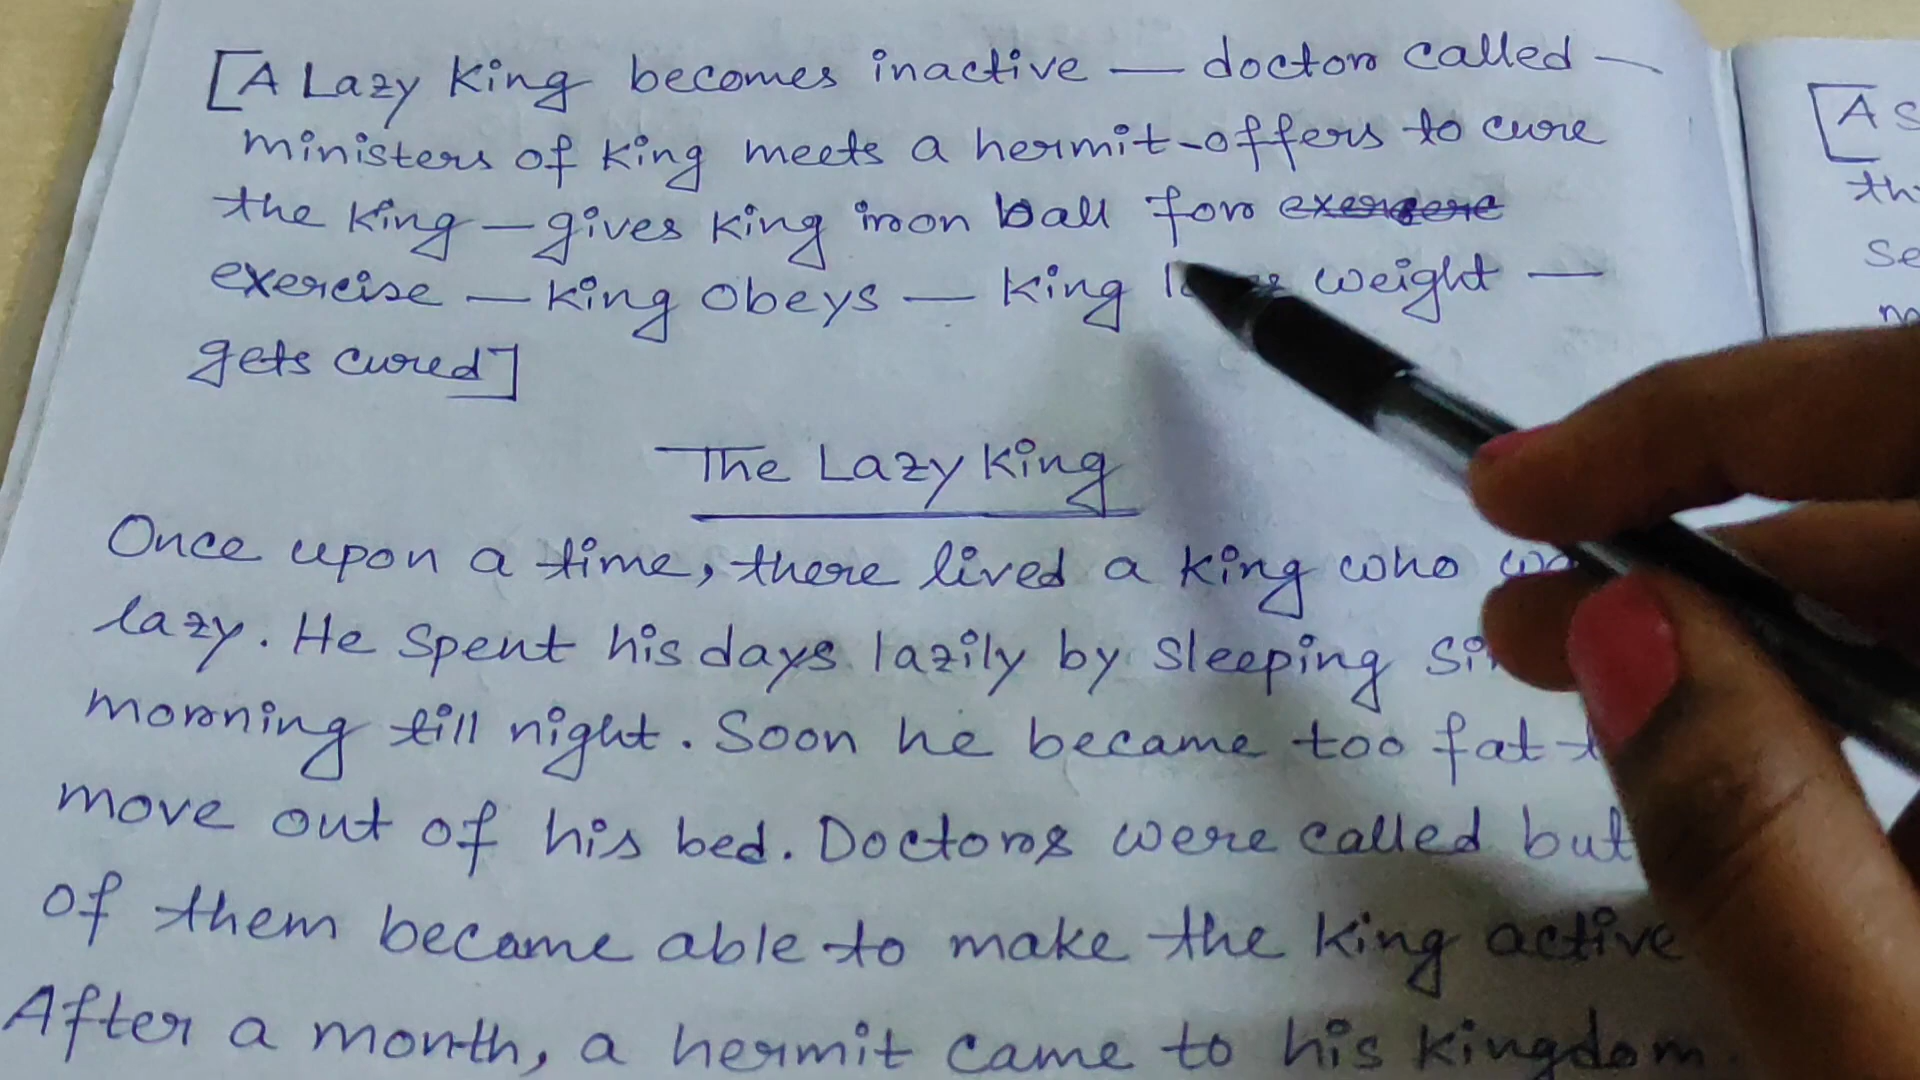 [A Lazy King becomes inactive — doctor called —
ministers of King meets a hermit - offers to cure
the King — gives King iron ball for
exercise — King obeys — King weight —
gets cured]
The Lazy King
Once upon a time, there lived a King who
lazy. He spent his days lazily by sleeping
morning till night. Soon he became too fat
move out of his bed. Doctors were called but
of them became able to make the King active
After a month, a hermit came to his Kingdom.
[A